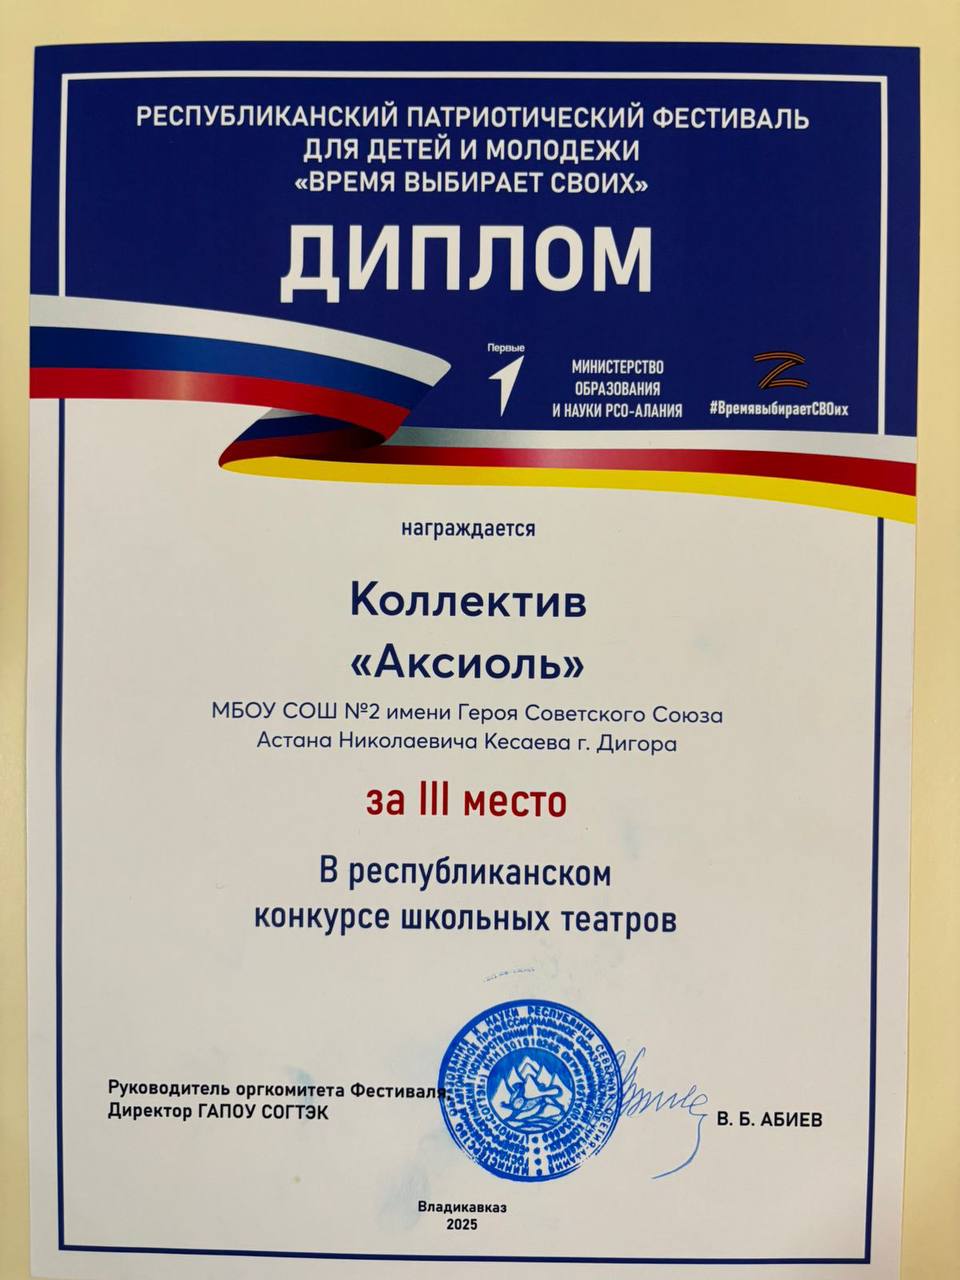 РЕСПУБЛИКАНСКИЙ ПАТРИОТИЧЕСКИЙ ФЕСТИВАЛЬ
ДЛЯ ДЕТЕЙ И МОЛОДЕЖИ
«ВРЕМЯ ВЫБИРАЕТ СВОИХ»
ДИПЛОМ
Первые
МИНИСТЕРСТВО
ОБРАЗОВАНИЯ
И НАУКИ РСО-АЛАНИЯ
Z
#ВремявыбираетСВОих
награждается
Коллектив
«Аксиоль»
МБОУ СОШ №2 имени Героя Советского Союза
Астана Николаевича Кесаева г. Дигора
за III место
В республиканском
конкурсе школьных театров
Руководитель оргкомитета Фестиваля,
Директор ГАПОУ СОГТЭК
В. Б. АБИЕВ
Владикавказ
2025